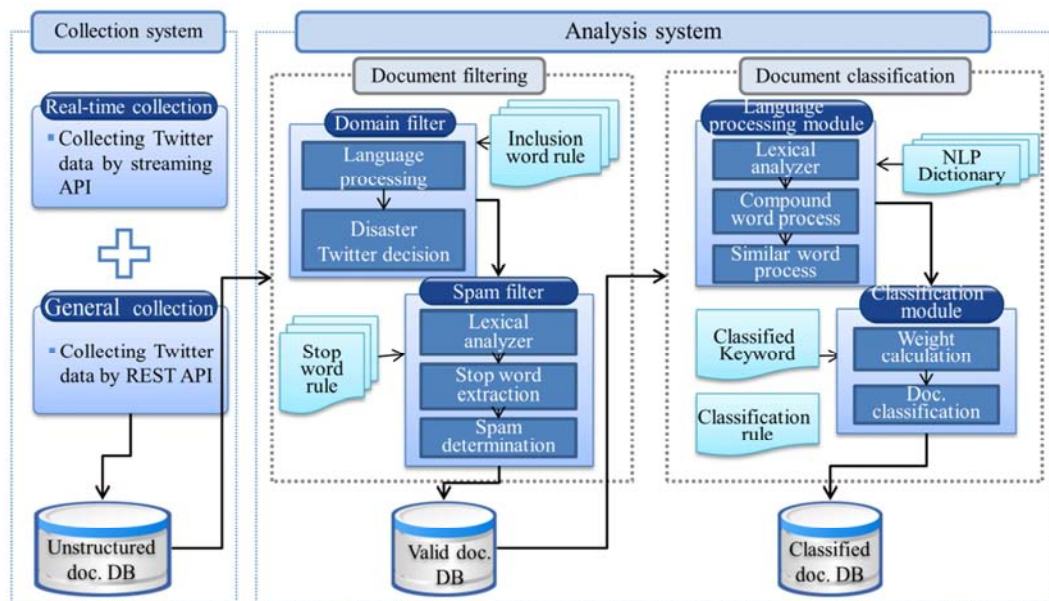 Collection system
Real-time collection
Collecting Twitter
data by streaming
API
General collection
Collecting Twitter
data by REST API
Unstructured
doc. DB
Analysis system
Document filtering
Domain filter
Language
processing
Disaster
Twitter decision
Inclusion
word rule
Spam filter
Lexical
analyzer
Stop word
extraction
Spam
determination
Stop
word
rule
Valid doc.
DB
Document classification
Language
processing module
Lexical
analyzer
Compound
word process
Similar word
process
NLP
Dictionary
Classification
module
Weight
calculation
Doc.
classification
Classified
Keyword
Classification
rule
Classified
doc. DB